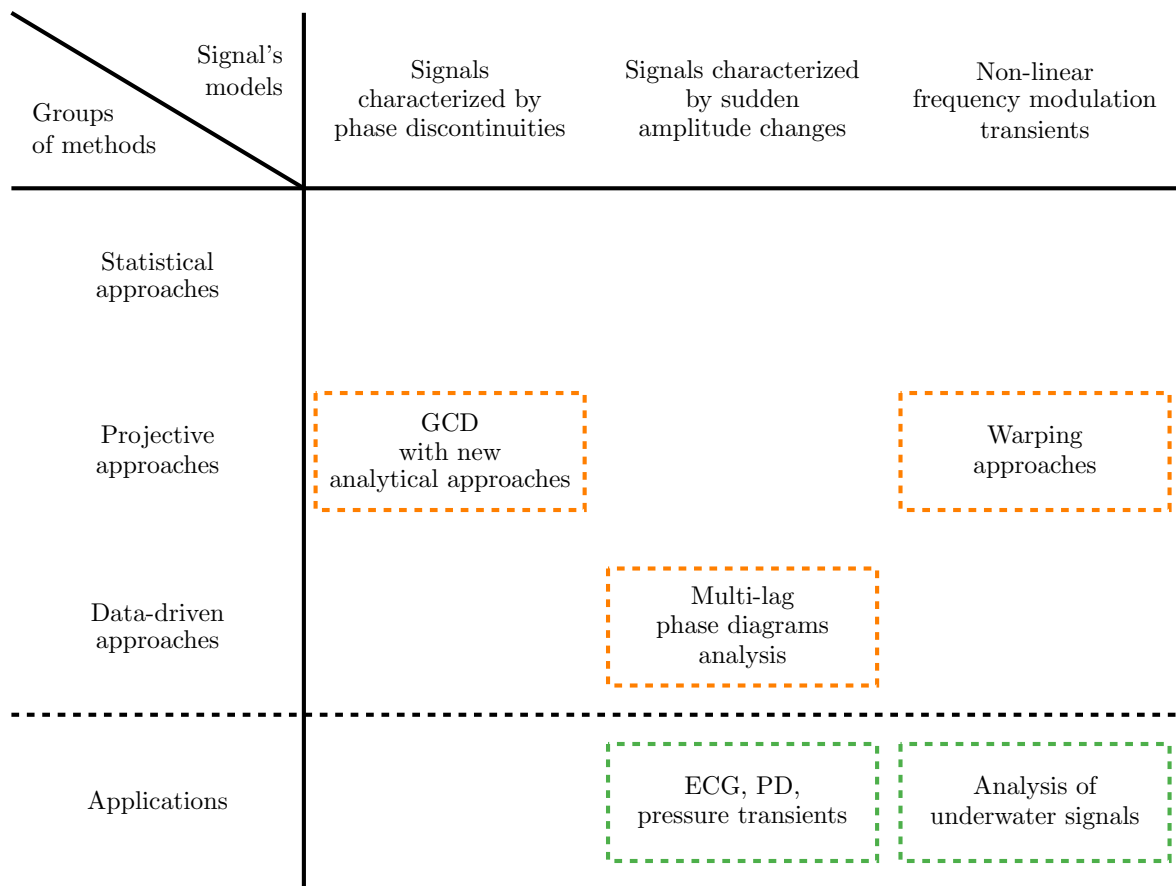 Signal's
models
Groups
of methods
Signals
characterized by
phase discontinuities
Signals characterized
by sudden
amplitude changes
Non-linear
frequency modulation
transients
Statistical
approaches
Projective
approaches
GCD
with new
analytical approaches
Warping
approaches
Data-driven
approaches
Multi-lag
phase diagrams
analysis
Applications
ECG, PD,
pressure transients
Analysis of
underwater signals